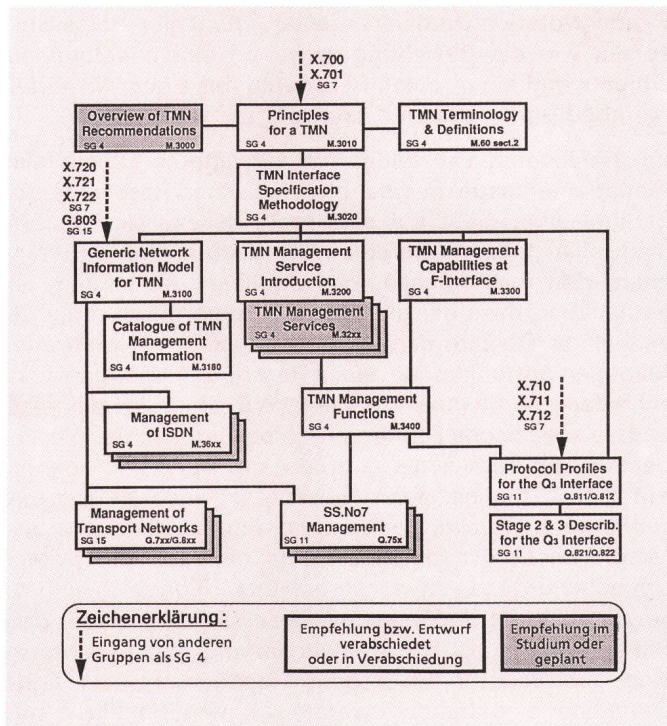 X.700
X.701
SG 7
Overview of TMN
Recommendations
SG 4 M.3000
Principles
for a TMN
SG 4 M.3010
TMN Terminology
& Definitions
SG 4 M.60 sect.2
TMN Interface
Specification
Methodology
SG 4 M.3020
X.720
X.721
X.722
SG 7
G.803
SG 15
Generic Network
Information Model
for TMN
SG 4 M.3100
TMN Management
Service
Introduction
SG 4 M.3200
TMN Management
Capabilities at
F-Interface
SG 4 M.3300
TMN Management
Services
SG 4 M.32xx
Catalogue of TMN
Management
Information
SG 4 M.3180
TMN Management
Functions
SG 4 M.3400
X.710
X.711
X.712
SG 7
Management
of ISDN
SG 4 M.36xx
Protocol Profiles
for the Q3 Interface
SG 11 Q.811/Q.812
Management of
Transport Networks
SG 15 G.7xx/G.8xx
SS.No7
Management
SG 11 Q.75x
Stage 2 & 3 Describ.
for the Q3 Interface
SG 11 Q.821/Q.822
Zeichenerklärung:
Eingang von anderen
Gruppen als SG 4
Empfehlung bzw. Entwurf
verabschiedet
oder in Verabschiedung
Empfehlung im
Studium oder
geplant